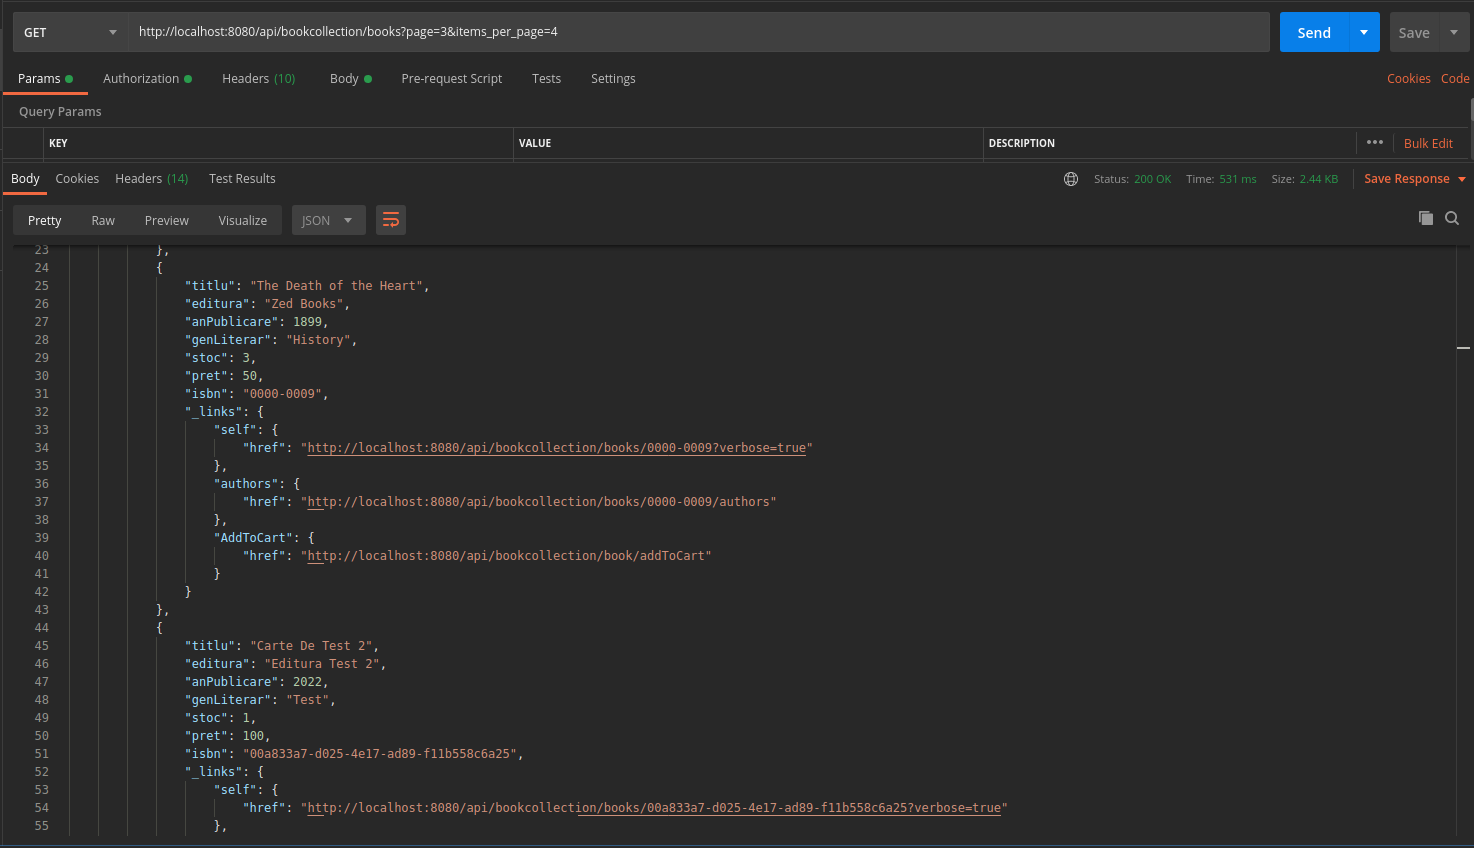 GET http://localhost:8080/api/bookcollection/books?page=3&items_per_page=4 Send Save
Params Authorization Headers (10) Body Pre-request Script Tests Settings Cookies Code
Query Params
KEY VALUE DESCRIPTION ••• Bulk Edit
Body Cookies Headers (14) Test Results Status: 200 OK Time: 531 ms Size: 2.44 KB Save Response
Pretty Raw Preview Visualize JSON
23 },
24 {
25 "titlu": "The Death of the Heart",
26 "editura": "Zed Books",
27 "anPublicare": 1899,
28 "genLiterar": "History",
29 "stoc": 3,
30 "pret": 50,
31 "isbn": "0000-0009",
32 "_links": {
33 "self": {
34 "href": "http://localhost:8080/api/bookcollection/books/0000-0009?verbose=true"
35 },
36 "authors": {
37 "href": "http://localhost:8080/api/bookcollection/books/0000-0009/authors"
38 },
39 "AddToCart": {
40 "href": "http://localhost:8080/api/bookcollection/book/addToCart"
41 }
42 }
43 },
44 {
45 "titlu": "Carte De Test 2",
46 "editura": "Editura Test 2",
47 "anPublicare": 2022,
48 "genLiterar": "Test",
49 "stoc": 1,
50 "pret": 100,
51 "isbn": "00a833a7-d025-4e17-ad89-f11b558c6a25",
52 "_links": {
53 "self": {
54 "href": "http://localhost:8080/api/bookcollection/books/00a833a7-d025-4e17-ad89-f11b558c6a25?verbose=true"
55 },